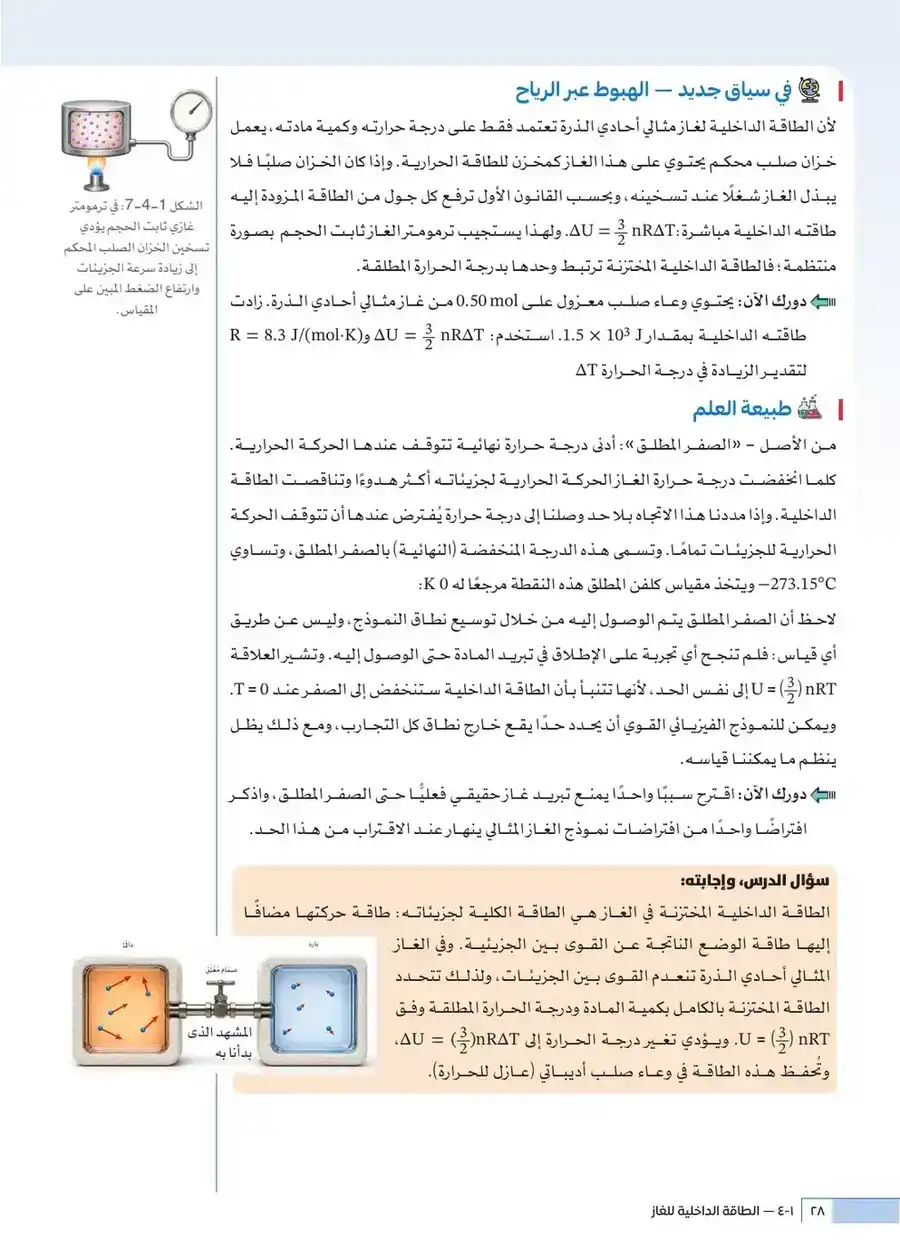 في سياق جديد — الهبوط عبر الرياح
لأن الطاقة الداخلية لغاز مثالي أحادي الذرة تعتمد فقط على درجة حرارته وكمية مادته، يعمل
خزان صلب محكم يحتوي على هذا الغاز كمخزن للطاقة الحرارية. وإذا كان الخزان صلبًا فلا
يبذل الغاز شغلًا عند تسخينه، وبحسب القانون الأول ترفع كل جول من الطاقة المزودة إليه
طاقته الداخلية مباشرة: ΔU = 3/2 nRΔT. ولهذا يستجيب ترمومتر الغاز ثابت الحجم بصورة
منتظمة؛ فالطاقة الداخلية المختزنة ترتبط وحدها بدرجة الحرارة المطلقة.
دورك الآن: يحتوي وعاء صلب معزول على 0.50 mol من غاز مثالي أحادي الذرة. زادت
طاقته الداخلية بمقدار 1.5 × 10³ J. استخدم: ΔU = 3/2 nRΔT و R = 8.3 J/(mol·K)
لتقدير الزيادة في درجة الحرارة ΔT
الشكل 1-4-7: في ترمومتر
غازي ثابت الحجم يؤدي
تسخين الخزان الصلب المحكم
إلى زيادة سرعة الجزيئات
وارتفاع الضغط المبين على
المقياس.
طبيعة العلم
من الأصل – «الصفر المطلق»: أدنى درجة حرارة نهائية تتوقف عندها الحركة الحرارية.
كلما انخفضت درجة حرارة الغاز الحركة الحرارية لجزيئاته أكثر هدوءًا وتناقصت الطاقة
الداخلية. وإذا مددنا هذا الاتجاه بلا حد وصلنا إلى درجة حرارة يُفترض عندها أن تتوقف الحركة
الحرارية للجزيئات تمامًا. وتسمى هذه الدرجة المنخفضة (النهائية) بالصفر المطلق، وتساوي
−273.15°C ويتخذ مقياس كلفن المطلق هذه النقطة مرجعًا له 0 K:
لاحظ أن الصفر المطلق يتم الوصول إليه من خلال توسيع نطاق النموذج، وليس عن طريق
أي قياس: فلم تنجح أي تجربة على الإطلاق في تبريد المادة حتى الوصول إليه. وتشير العلاقة
U = (3/2) nRT إلى نفس الحد، لأنها تتنبأ بأن الطاقة الداخلية ستنخفض إلى الصفر عند T = 0.
ويمكن للنموذج الفيزيائي القوي أن يحدد حدًا يقع خارج نطاق كل التجارب، ومع ذلك يظل
ينظم ما يمكننا قياسه.
دورك الآن: اقترح سببًا واحدًا يمنع تبريد غاز حقيقي فعليًا حتى الصفر المطلق، واذكر
افتراضًا واحدًا من افتراضات نموذج الغاز المثالي ينهار عند الاقتراب من هذا الحد.
سؤال الدرس، وإجابته:
الطاقة الداخلية المختزنة في الغاز هي الطاقة الكلية لجزيئاته: طاقة حركتها مضافًا
إليها طاقة الوضع الناتجة عن القوى بين الجزيئية. وفي الغاز
المثالي أحادي الذرة تنعدم القوى بين الجزيئات، ولذلك تتحدد
الطاقة المختزنة بالكامل بكمية المادة ودرجة الحرارة المطلقة وفق
U = (3/2) nRT. ويؤدي تغير درجة الحرارة إلى ΔU = (3/2)nRΔT،
وتُحفظ هذه الطاقة في وعاء صلب أديباتي (عازل للحرارة).
بارد
صمام مُغلق
دافئ
المشهد الذي
بدأنا به
٢٨
٤-١ — الطاقة الداخلية للغاز